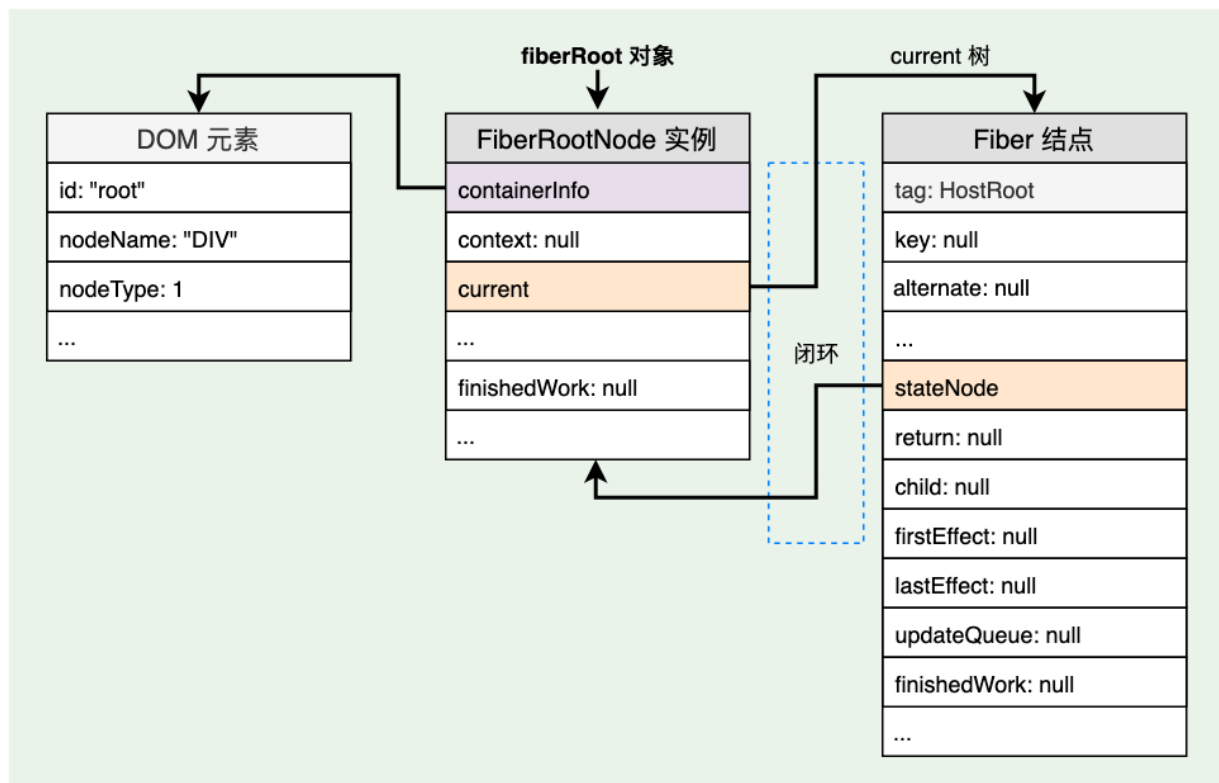 fiberRoot 对象
current 树
DOM 元素
id: "root"
nodeName: "DIV"
nodeType: 1
...
FiberRootNode 实例
containerInfo
context: null
current
...
finishedWork: null
...
闭环
Fiber 结点
tag: HostRoot
key: null
alternate: null
...
stateNode
return: null
child: null
firstEffect: null
lastEffect: null
updateQueue: null
finishedWork: null
...